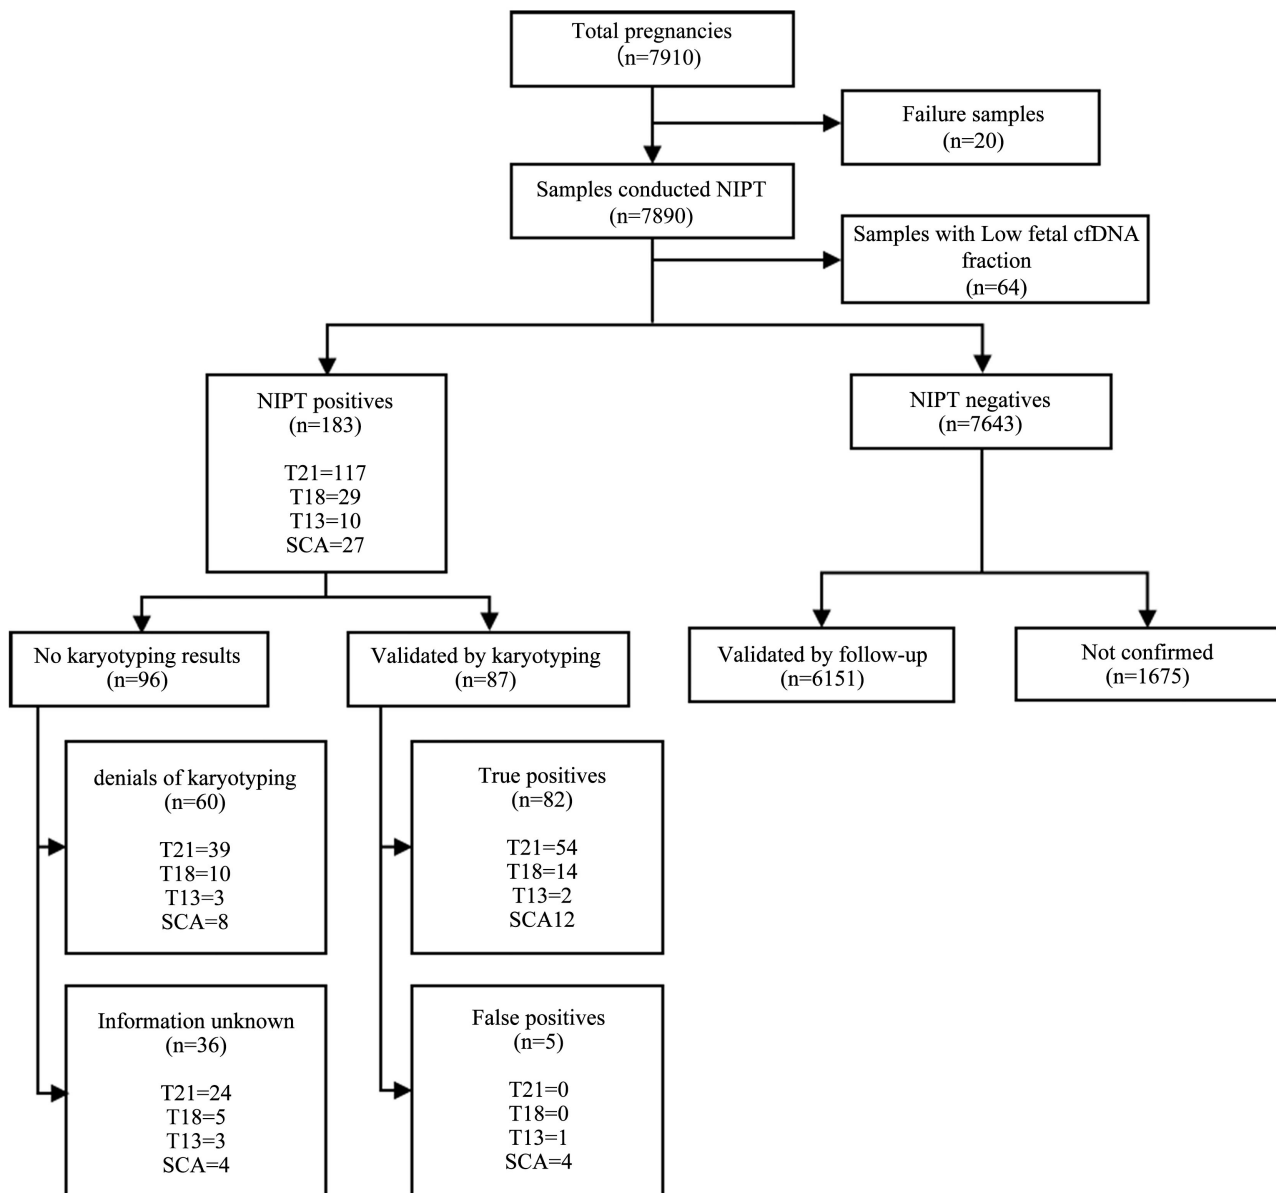 Total pregnancies
(n=7910)
Failure samples
(n=20)
Samples conducted NIPT
(n=7890)
Samples with Low fetal cfDNA
fraction
(n=64)
NIPT positives
(n=183)
T21=117
T18=29
T13=10
SCA=27
NIPT negatives
(n=7643)
No karyotyping results
(n=96)
Validated by karyotyping
(n=87)
Validated by follow-up
(n=6151)
Not confirmed
(n=1675)
denials of karyotyping
(n=60)
T21=39
T18=10
T13=3
SCA=8
True positives
(n=82)
T21=54
T18=14
T13=2
SCA12
Information unknown
(n=36)
T21=24
T18=5
T13=3
SCA=4
False positives
(n=5)
T21=0
T18=0
T13=1
SCA=4